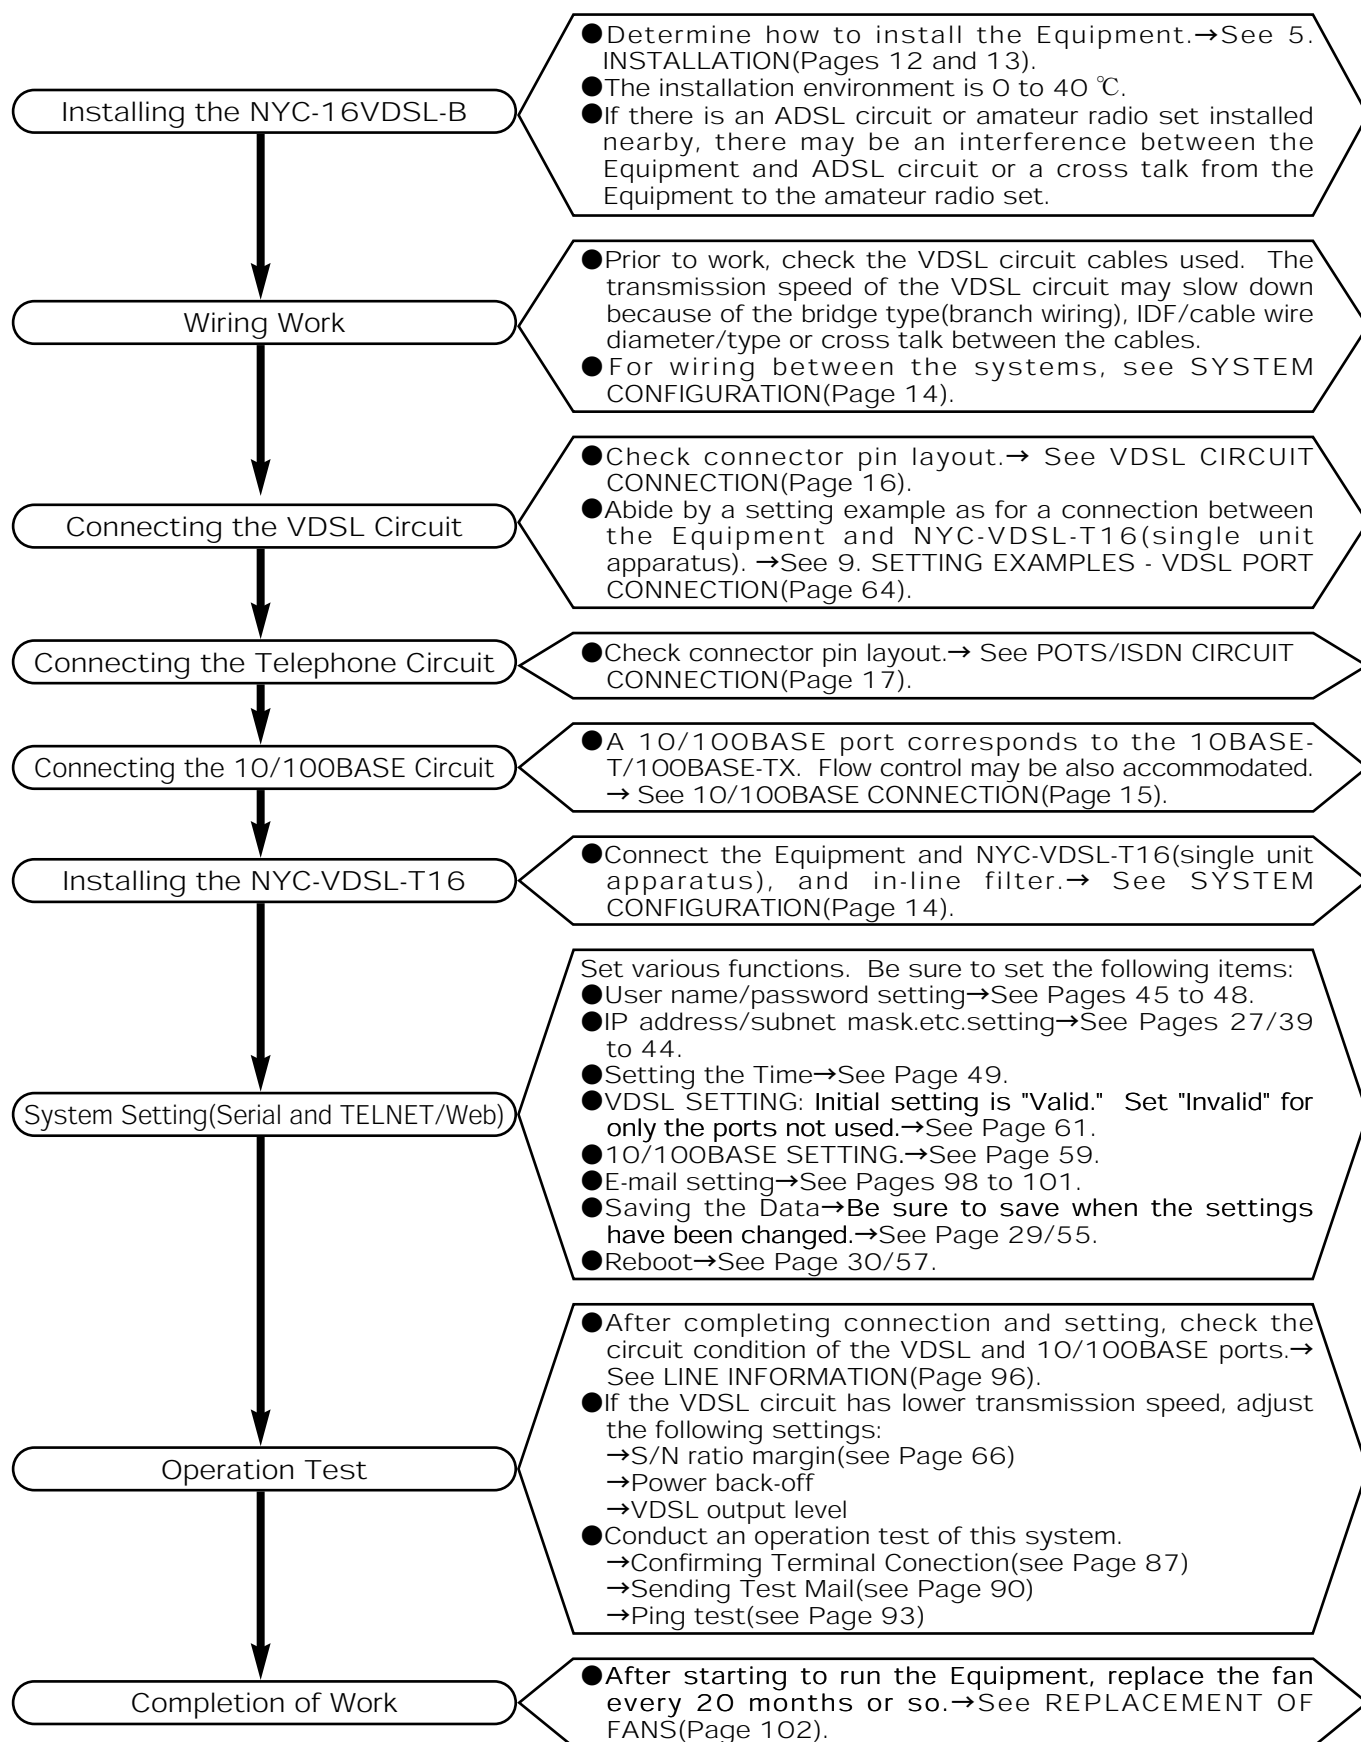 Installing the NYC-16VDSL-B
●Determine how to install the Equipment.→See 5.
INSTALLATION(Pages 12 and 13).
●The installation environment is 0 to 40 ℃.
●If there is an ADSL circuit or amateur radio set installed
nearby, there may be an interference between the
Equipment and ADSL circuit or a cross talk from the
Equipment to the amateur radio set.
Wiring Work
●Prior to work, check the VDSL circuit cables used. The
transmission speed of the VDSL circuit may slow down
because of the bridge type(branch wiring), IDF/cable wire
diameter/type or cross talk between the cables.
●For wiring between the systems, see SYSTEM
CONFIGURATION(Page 14).
Connecting the VDSL Circuit
●Check connector pin layout.→ See VDSL CIRCUIT
CONNECTION(Page 16).
●Abide by a setting example as for a connection between
the Equipment and NYC-VDSL-T16(single unit
apparatus). →See 9. SETTING EXAMPLES - VDSL PORT
CONNECTION(Page 64).
Connecting the Telephone Circuit
●Check connector pin layout.→ See POTS/ISDN CIRCUIT
CONNECTION(Page 17).
Connecting the 10/100BASE Circuit
●A 10/100BASE port corresponds to the 10BASE-
T/100BASE-TX. Flow control may be also accommodated.
→ See 10/100BASE CONNECTION(Page 15).
Installing the NYC-VDSL-T16
●Connect the Equipment and NYC-VDSL-T16(single unit
apparatus), and in-line filter.→ See SYSTEM
CONFIGURATION(Page 14).
System Setting(Serial and TELNET/Web)
Set various functions. Be sure to set the following items:
●User name/password setting→See Pages 45 to 48.
●IP address/subnet mask.etc.setting→See Pages 27/39
to 44.
●Setting the Time→See Page 49.
●VDSL SETTING: Initial setting is "Valid." Set "Invalid" for
only the ports not used.→See Page 61.
●10/100BASE SETTING.→See Page 59.
●E-mail setting→See Pages 98 to 101.
●Saving the Data→Be sure to save when the settings
have been changed.→See Page 29/55.
●Reboot→See Page 30/57.
Operation Test
●After completing connection and setting, check the
circuit condition of the VDSL and 10/100BASE ports.→
See LINE INFORMATION(Page 96).
●If the VDSL circuit has lower transmission speed, adjust
the following settings:
→S/N ratio margin(see Page 66)
→Power back-off
→VDSL output level
●Conduct an operation test of this system.
→Confirming Terminal Conection(see Page 87)
→Sending Test Mail(see Page 90)
→Ping test(see Page 93)
Completion of Work
●After starting to run the Equipment, replace the fan
every 20 months or so.→See REPLACEMENT OF
FANS(Page 102).